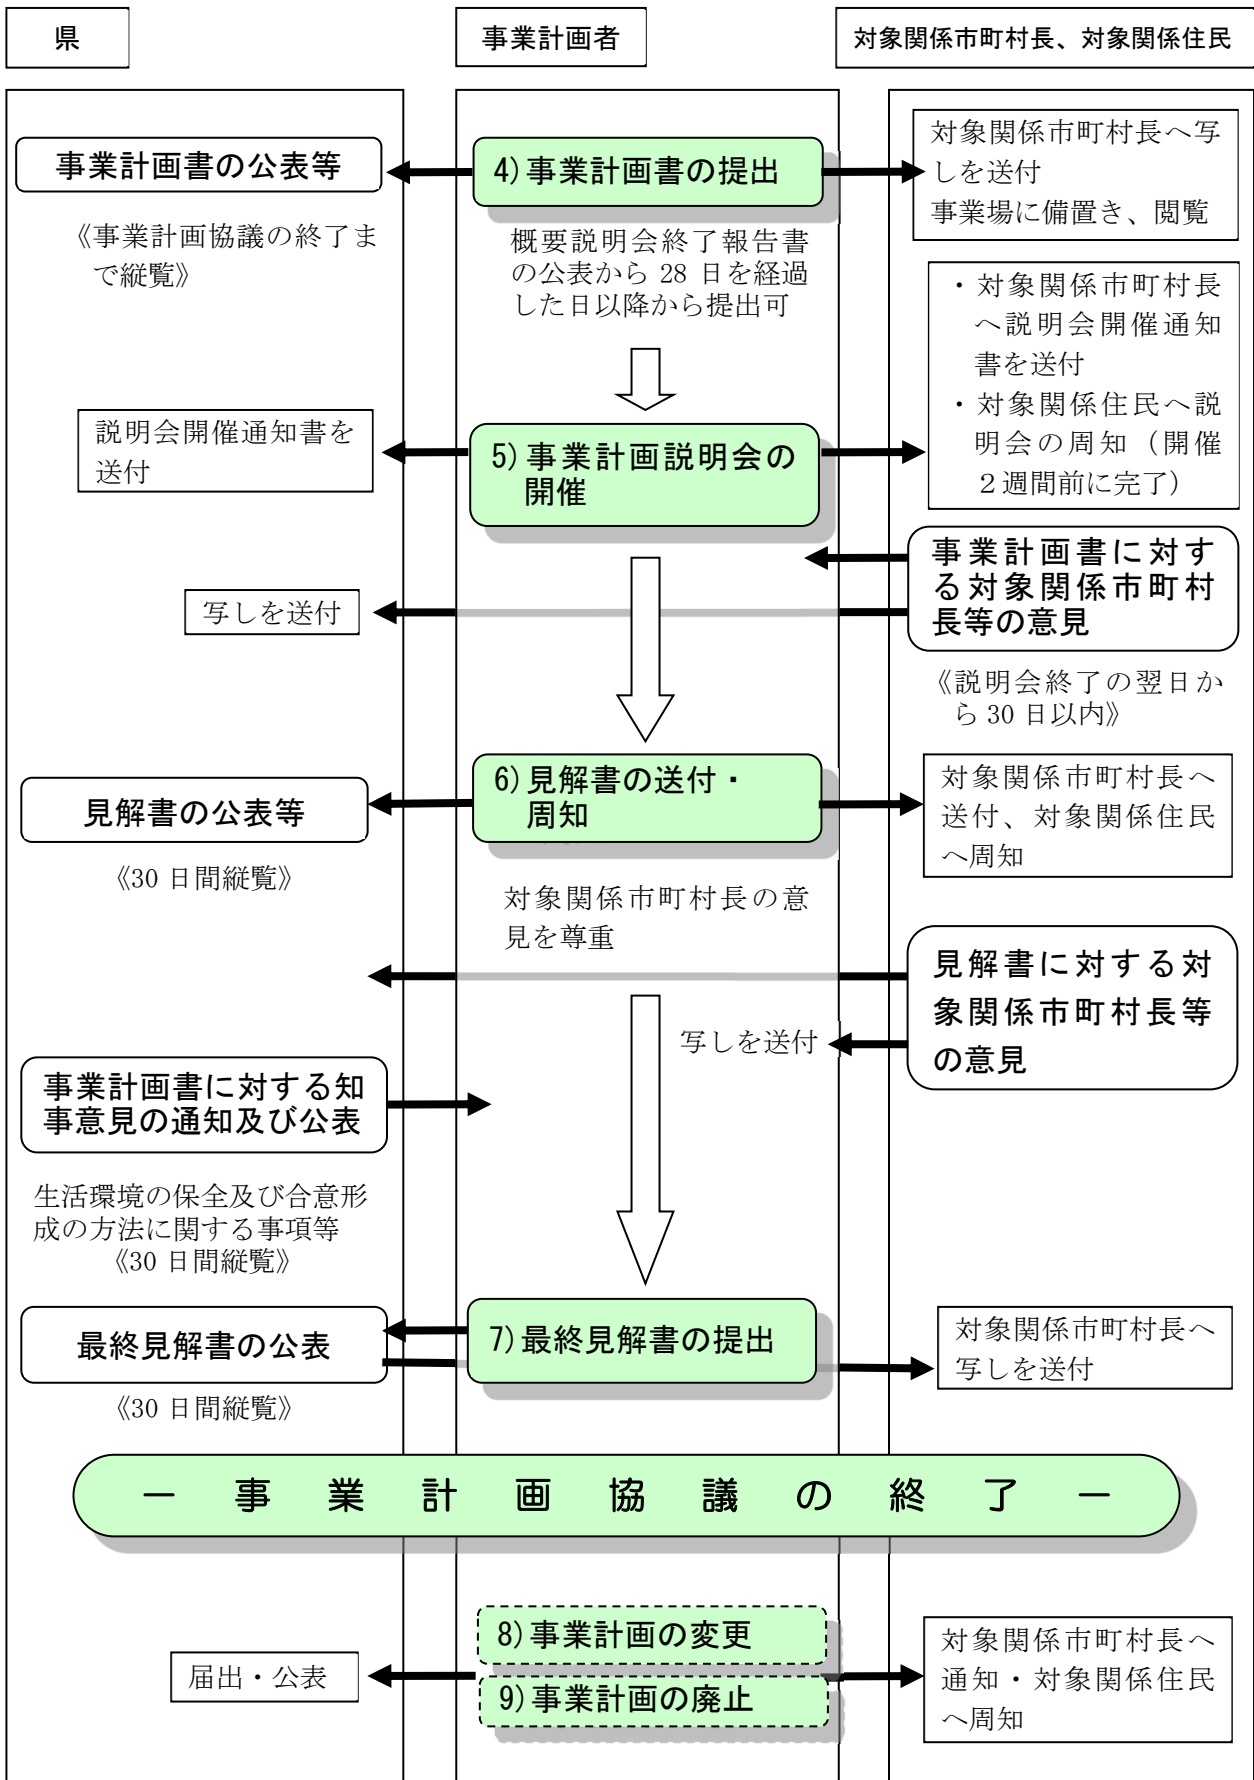 県
事業計画者
対象関係市町村長、対象関係住民
事業計画書の公表等
《事業計画協議の終了ま
で縦覧》
4)事業計画書の提出
概要説明会終了報告書
の公表から 28 日を経過
した日以降から提出可
対象関係市町村長へ写
しを送付
事業場に備置き、閲覧
説明会開催通知書を
送付
5)事業計画説明会の
開催
・対象関係市町村長
へ説明会開催通知
書を送付
・対象関係住民へ説
明会の周知（開催
２週間前に完了）
写しを送付
事業計画書に対す
る対象関係市町村
長等の意見
《説明会終了の翌日か
ら 30 日以内》
見解書の公表等
《30 日間縦覧》
6)見解書の送付・
周知
対象関係市町村長の意
見を尊重
対象関係市町村長へ
送付、対象関係住民
へ周知
見解書に対する対
象関係市町村長等
の意見
写しを送付
事業計画書に対する知
事意見の通知及び公表
生活環境の保全及び合意形
成の方法に関する事項等
《30 日間縦覧》
最終見解書の公表
《30 日間縦覧》
7)最終見解書の提出
対象関係市町村長へ
写しを送付
－事業計画協議の終了－
届出・公表
8)事業計画の変更
9)事業計画の廃止
対象関係市町村長へ
通知・対象関係住民
へ周知